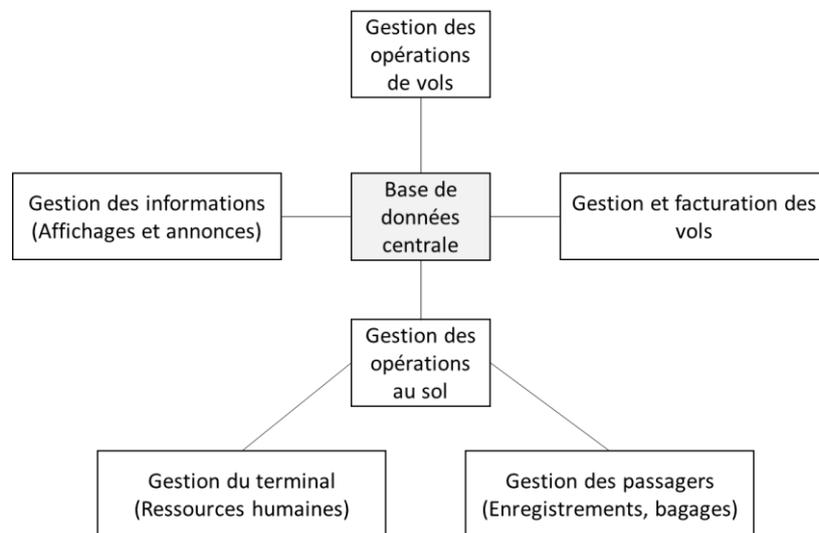 Gestion des
opérations
de vols
Gestion des informations
(Affichages et annonces)
Base de
données
centrale
Gestion et facturation des
vols
Gestion des
opérations
au sol
Gestion du terminal
(Ressources humaines)
Gestion des passagers
(Enregistrements, bagages)